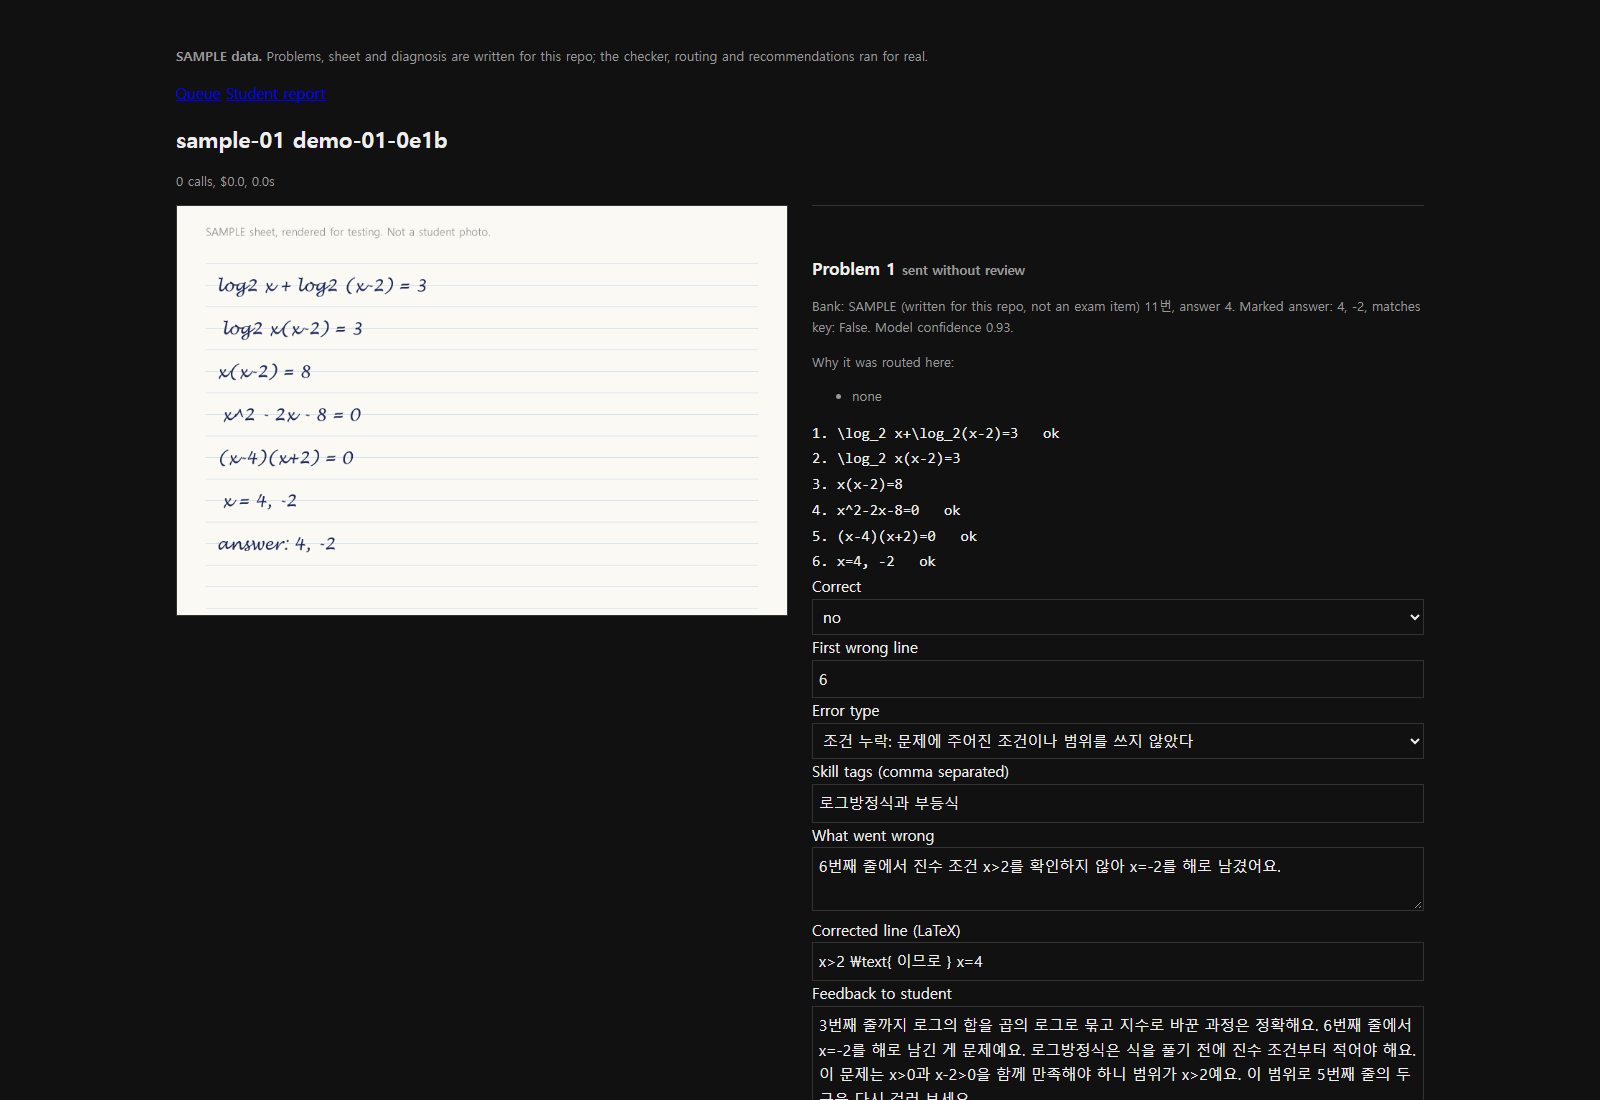 SAMPLE data. Problems, sheet and diagnosis are written for this repo; the checker, routing and recommendations ran for real.
Queue Student report
sample-01 demo-01-0e1b
0 calls, $0.0, 0.0s
SAMPLE sheet, rendered for testing. Not a student photo.
log2 x + log2 (x-2) = 3
log2 x(x-2) = 3
x(x-2) = 8
x^2 - 2x - 8 = 0
(x-4)(x+2) = 0
x = 4, -2
answer: 4, -2
Problem 1 sent without review
Bank: SAMPLE (written for this repo, not an exam item) 11번, answer 4. Marked answer: 4, -2, matches
key: False. Model confidence 0.93.
Why it was routed here:
none
1. \log_2 x+\log_2(x-2)=3 ok
2. \log_2 x(x-2)=3
3. x(x-2)=8
4. x^2-2x-8=0 ok
5. (x-4)(x+2)=0 ok
6. x=4, -2 ok
Correct
no
First wrong line
6
Error type
조건 누락: 문제에 주어진 조건이나 범위를 쓰지 않았다
Skill tags (comma separated)
로그방정식과 부등식
What went wrong
6번째 줄에서 진수 조건 x>2를 확인하지 않아 x=-2를 해로 남겼어요.
Corrected line (LaTeX)
x>2 ₩text{ 이므로 } x=4
Feedback to student
3번째 줄까지 로그의 합을 곱의 로그로 묶고 지수로 바꾼 과정은 정확해요. 6번째 줄에서
x=-2를 해로 남긴 게 문제예요. 로그방정식은 식을 풀기 전에 진수 조건부터 적어야 해요.
이 문제는 x>0과 x-2>0을 함께 만족해야 하니 범위가 x>2예요. 이 범위로 5번째 줄의 두